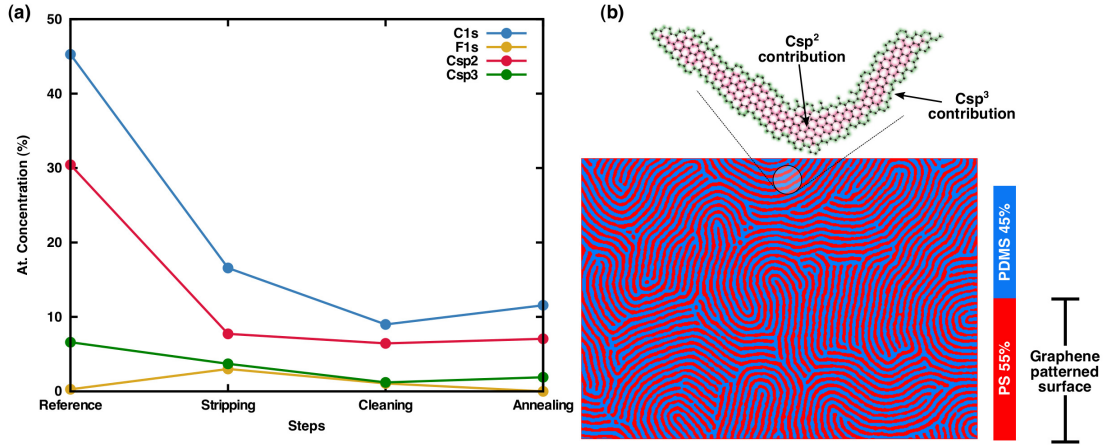 (a)
50
40
30
20
10
0
At. Concentration (%)
C1s
F1s
Csp2
Csp3
Reference Stripping Cleaning Annealing
Steps
(b)
Csp²
contribution
Csp³
contribution
PDMS 45%
PS 55%
Graphene
patterned
surface